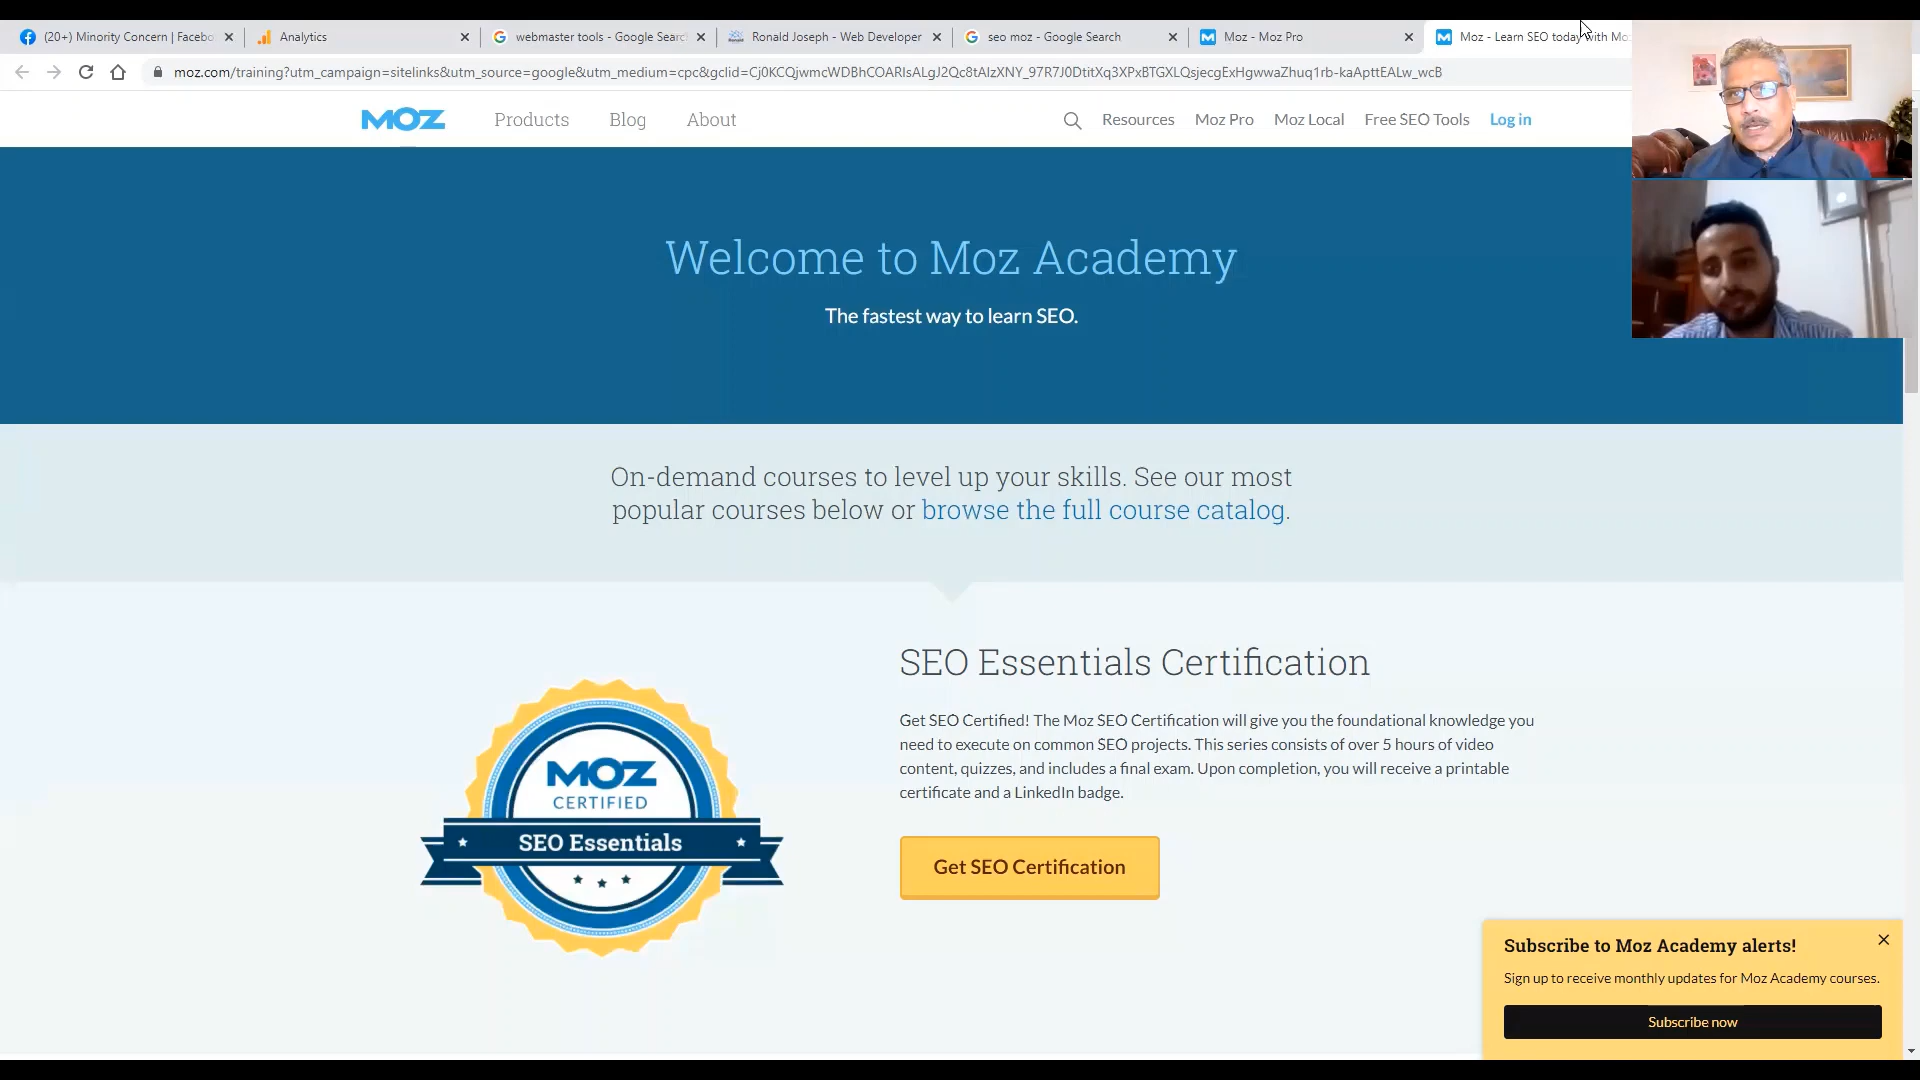 (20+) Minority Concern | Facebo
Analytics
webmaster tools - Google Searc
Ronald Joseph - Web Developer
seo moz - Google Search
Moz - Moz Pro
Moz - Learn SEO today with Mo
moz.com/training?utm_campaign=sitelinks&utm_source=google&utm_medium=cpc&gclid=Cj0KCQjwmcWDBhCOARIsALgJ2Qc8tAIzXNY_97R7J0DtitXq3XPxBTGXLQsjecgExHgwwaZhuq1rb-kaApttEALw_wcB
MOZ
Products
Blog
About
Resources
Moz Pro
Moz Local
Free SEO Tools
Log in
Welcome to Moz Academy
The fastest way to learn SEO.
On-demand courses to level up your skills. See our most
popular courses below or browse the full course catalog.
MOZ
CERTIFIED
SEO Essentials
SEO Essentials Certification
Get SEO Certified! The Moz SEO Certification will give you the foundational knowledge you
need to execute on common SEO projects. This series consists of over 5 hours of video
content, quizzes, and includes a final exam. Upon completion, you will receive a printable
certificate and a LinkedIn badge.
Get SEO Certification
Subscribe to Moz Academy alerts!
Sign up to receive monthly updates for Moz Academy courses.
Subscribe now